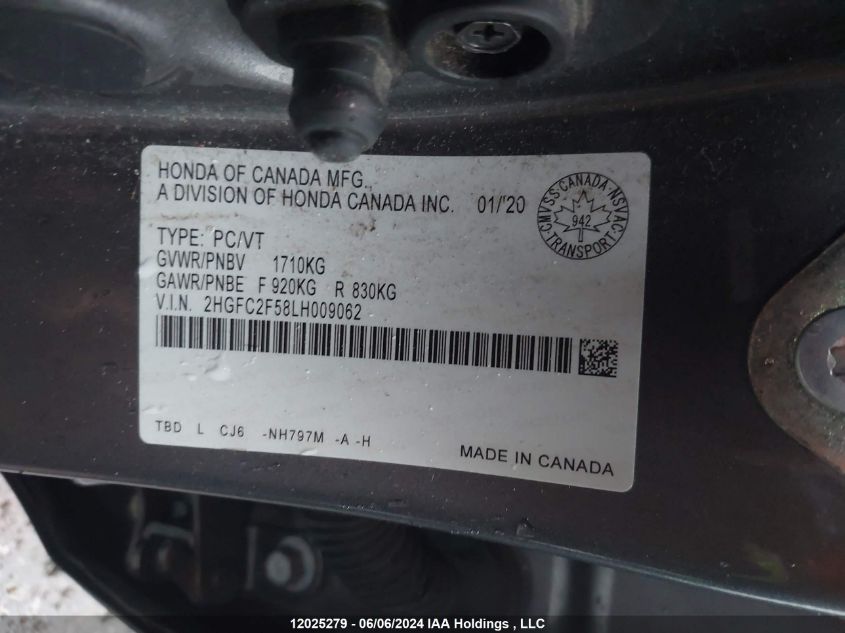 HONDA OF CANADA MFG.,
A DIVISION OF HONDA CANADA INC. 01/'20
CMVSS·CANADA·NSVAC
942
TRANSPORT
TYPE: PC/VT
GVWR/PNBV 1710KG
GAWR/PNBE F 920KG R 830KG
V.I.N. 2HGFC2F58LH009062
TBD L CJ6 -NH797M -A -H
MADE IN CANADA
12025279 - 06/06/2024 IAA Holdings , LLC